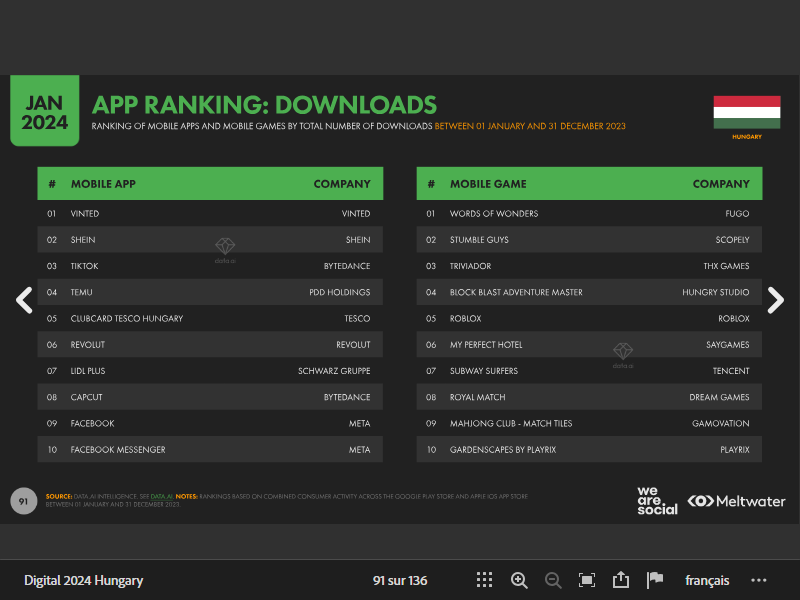 JAN
2024
APP RANKING: DOWNLOADS
RANKING OF MOBILE APPS AND MOBILE GAMES BY TOTAL NUMBER OF DOWNLOADS BETWEEN 01 JANUARY AND 31 DECEMBER 2023
HUNGARY
# MOBILE APP COMPANY
01 VINTED VINTED
02 SHEIN SHEIN
03 TIKTOK BYTEDANCE
04 TEMU PDD HOLDINGS
05 CLUBCARD TESCO HUNGARY TESCO
06 REVOLUT REVOLUT
07 LIDL PLUS SCHWARZ GRUPPE
08 CAPCUT BYTEDANCE
09 FACEBOOK META
10 FACEBOOK MESSENGER META
data.ai
# MOBILE GAME COMPANY
01 WORDS OF WONDERS FUGO
02 STUMBLE GUYS SCOPELY
03 TRIVIADOR THX GAMES
04 BLOCK BLAST ADVENTURE MASTER HUNGRY STUDIO
05 ROBLOX ROBLOX
06 MY PERFECT HOTEL SAYGAMES
07 SUBWAY SURFERS TENCENT
08 ROYAL MATCH DREAM GAMES
09 MAHJONG CLUB - MATCH TILES GAMOVATION
10 GARDENSCAPES BY PLAYRIX PLAYRIX
data.ai
91
SOURCE: DATA.AI INTELLIGENCE. SEE DATA.AI. NOTES: RANKINGS BASED ON COMBINED CONSUMER ACTIVITY ACROSS THE GOOGLE PLAY STORE AND APPLE IOS APP STORE
BETWEEN 01 JANUARY AND 31 DECEMBER 2023.
we
are
social
Meltwater
Digital 2024 Hungary
91 sur 136
français